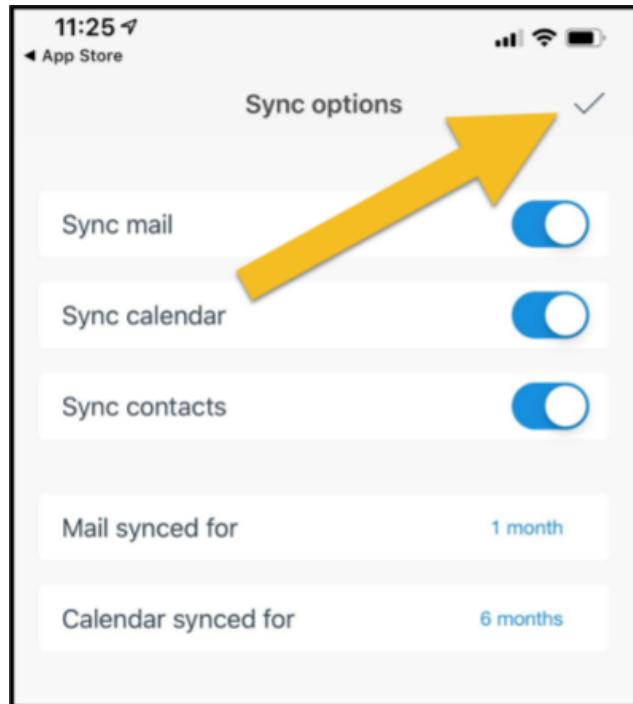 11:25
App Store
Sync options
Sync mail
Sync calendar
Sync contacts
Mail synced for 1 month
Calendar synced for 6 months